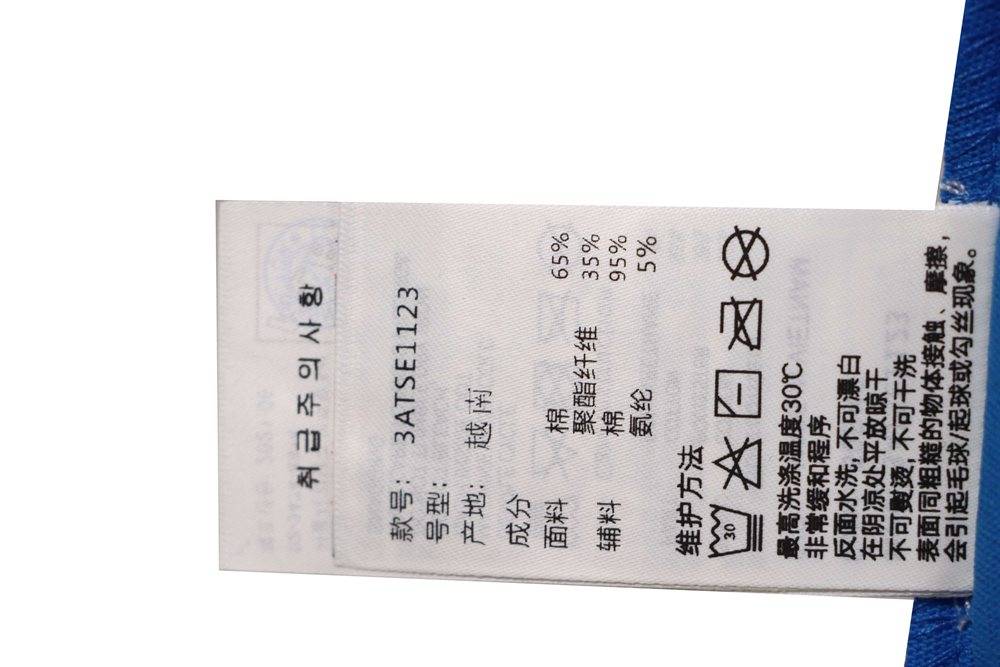 취급주의사항
款号: 3ATSE1123
号型:
产地: 越南
成分
面料 棉 65%
聚酯纤维 35%
辅料 棉 95%
氨纶 5%
维护方法
30
最高洗涤温度30℃
非常缓和程序
反面水洗, 不可漂白
在阴凉处平放晾干
不可熨烫, 不可干洗
表面同粗糙的物体接触、摩擦,
会引起毛球/起球或勾丝现象。